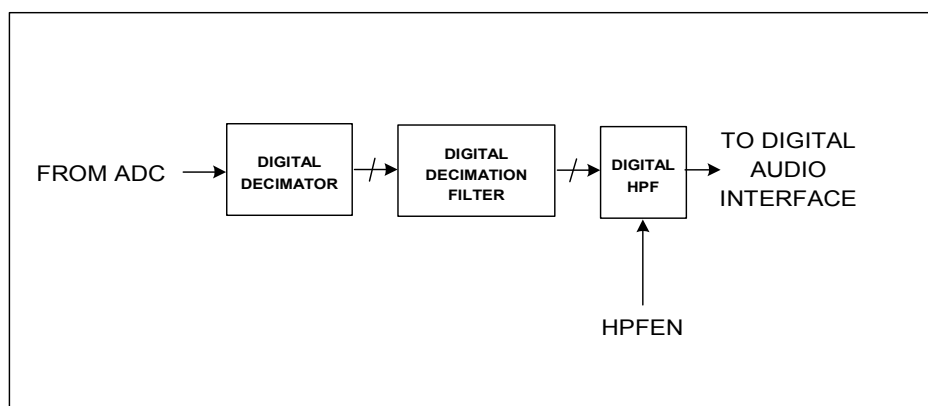 FROM ADC
DIGITAL
DECIMATOR
DIGITAL
DECIMATION
FILTER
DIGITAL
HPF
TO DIGITAL
AUDIO
INTERFACE
HPFEN